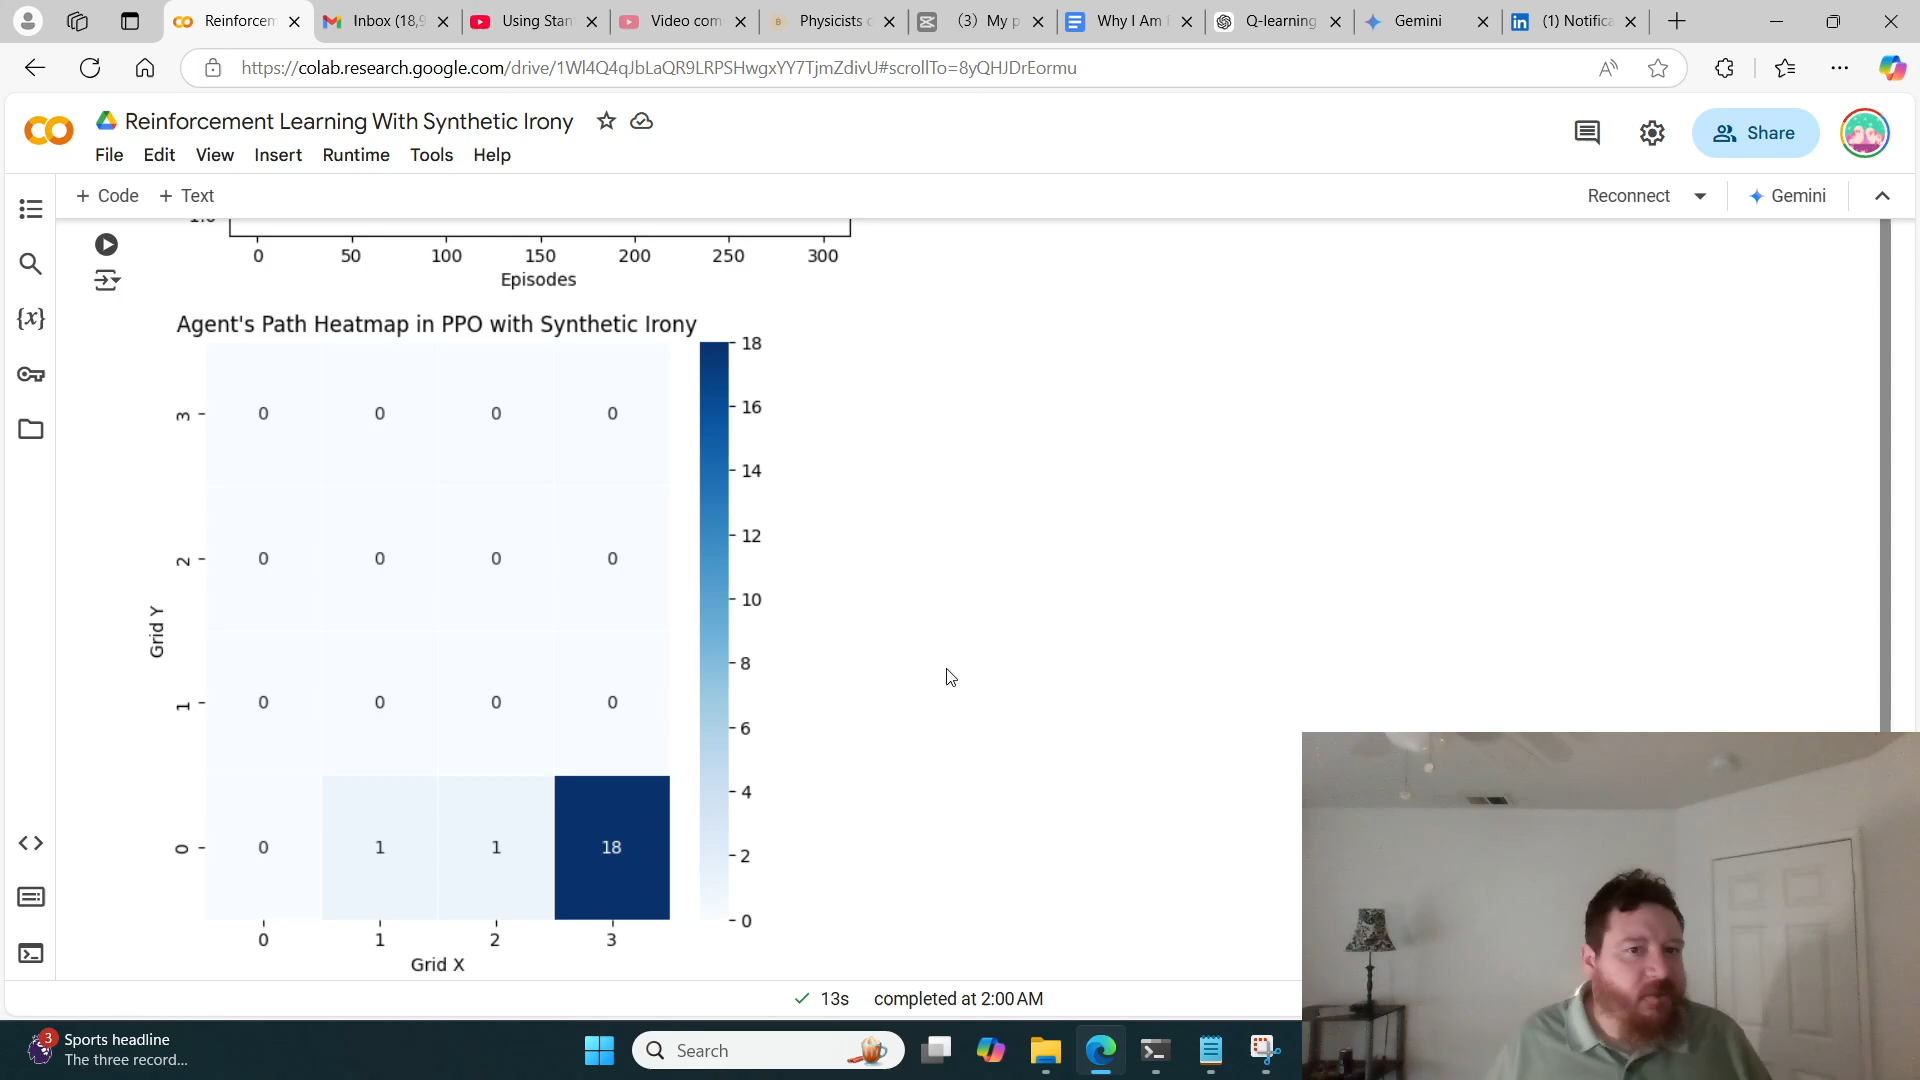 Reinforcem
Inbox (18,9
Using Stan
Video com
Physicists c
(3) My p
Why I Am
Q-learning
Gemini
(1) Notifica
https://colab.research.google.com/drive/1Wl4Q4qJbLaQR9LRPSHwgxYY7TjmZdivU#scrollTo=8yQHJDrEormu
Reinforcement Learning With Synthetic Irony
File Edit View Insert Runtime Tools Help
Share
+ Code + Text
Reconnect
Gemini
0 50 100 150 200 250 300
Episodes
Agent's Path Heatmap in PPO with Synthetic Irony
18
16
14
12
10
8
6
4
2
0
3 0 0 0 0
2 0 0 0 0
1 0 0 0 0
0 0 1 1 18
Grid Y
0 1 2 3
Grid X
13s completed at 2:00 AM
3
Sports headline
The three record...
Search